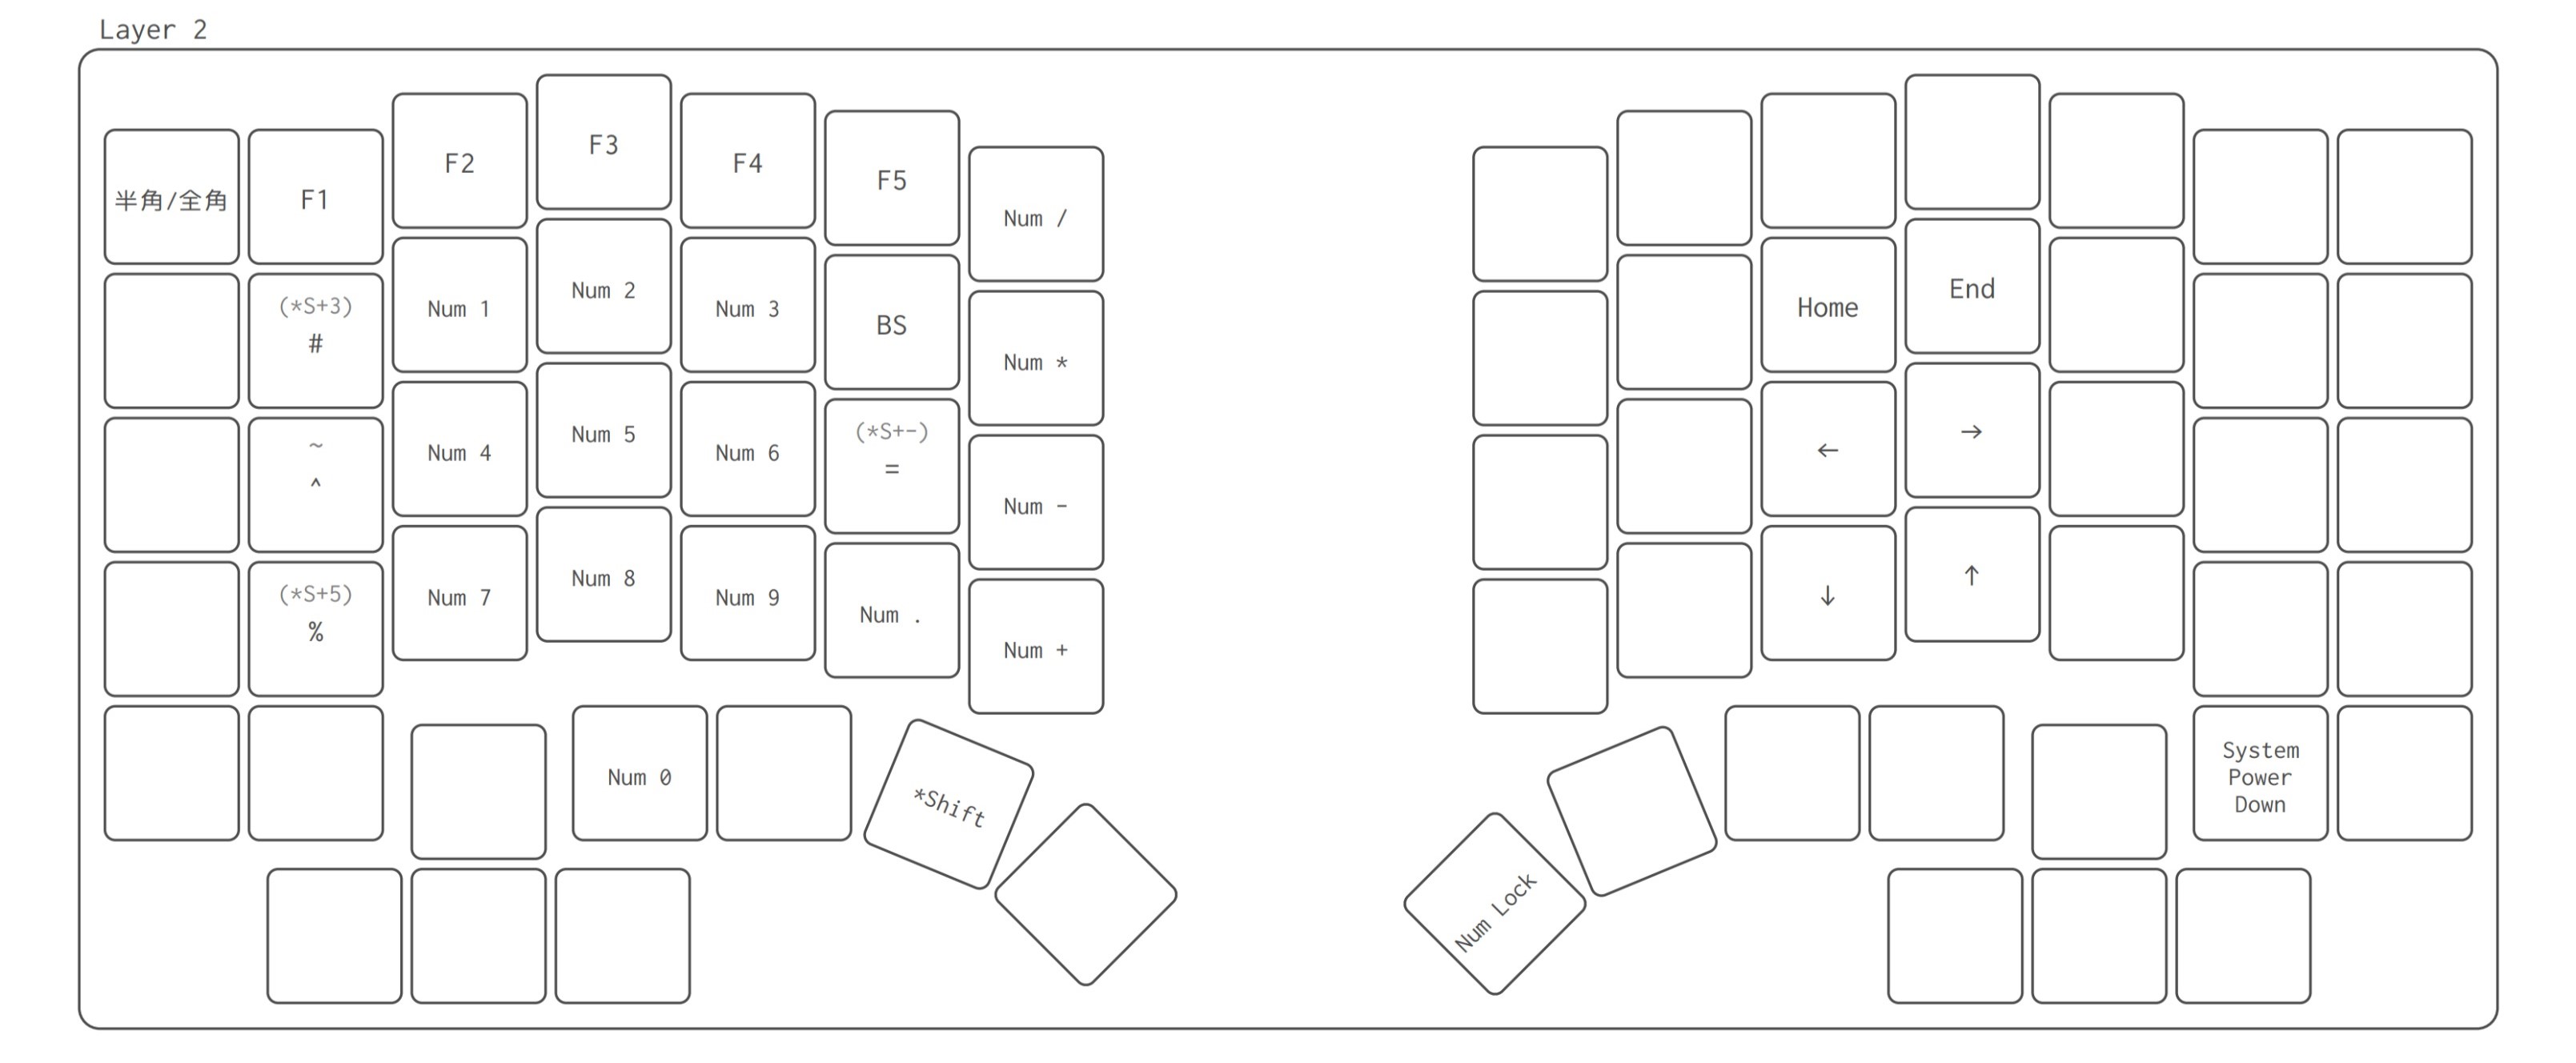 Layer 2
半角/全角
F1
F2
F3
F4
F5
Num /
(*S+3)
#
Num 1
Num 2
Num 3
BS
Num *
~
^
Num 4
Num 5
Num 6
(*S+-)
=
Num -
(*S+5)
%
Num 7
Num 8
Num 9
Num .
Num +
Num 0
*Shift
Home
End
←
→
↓
↑
Num Lock
System
Power
Down